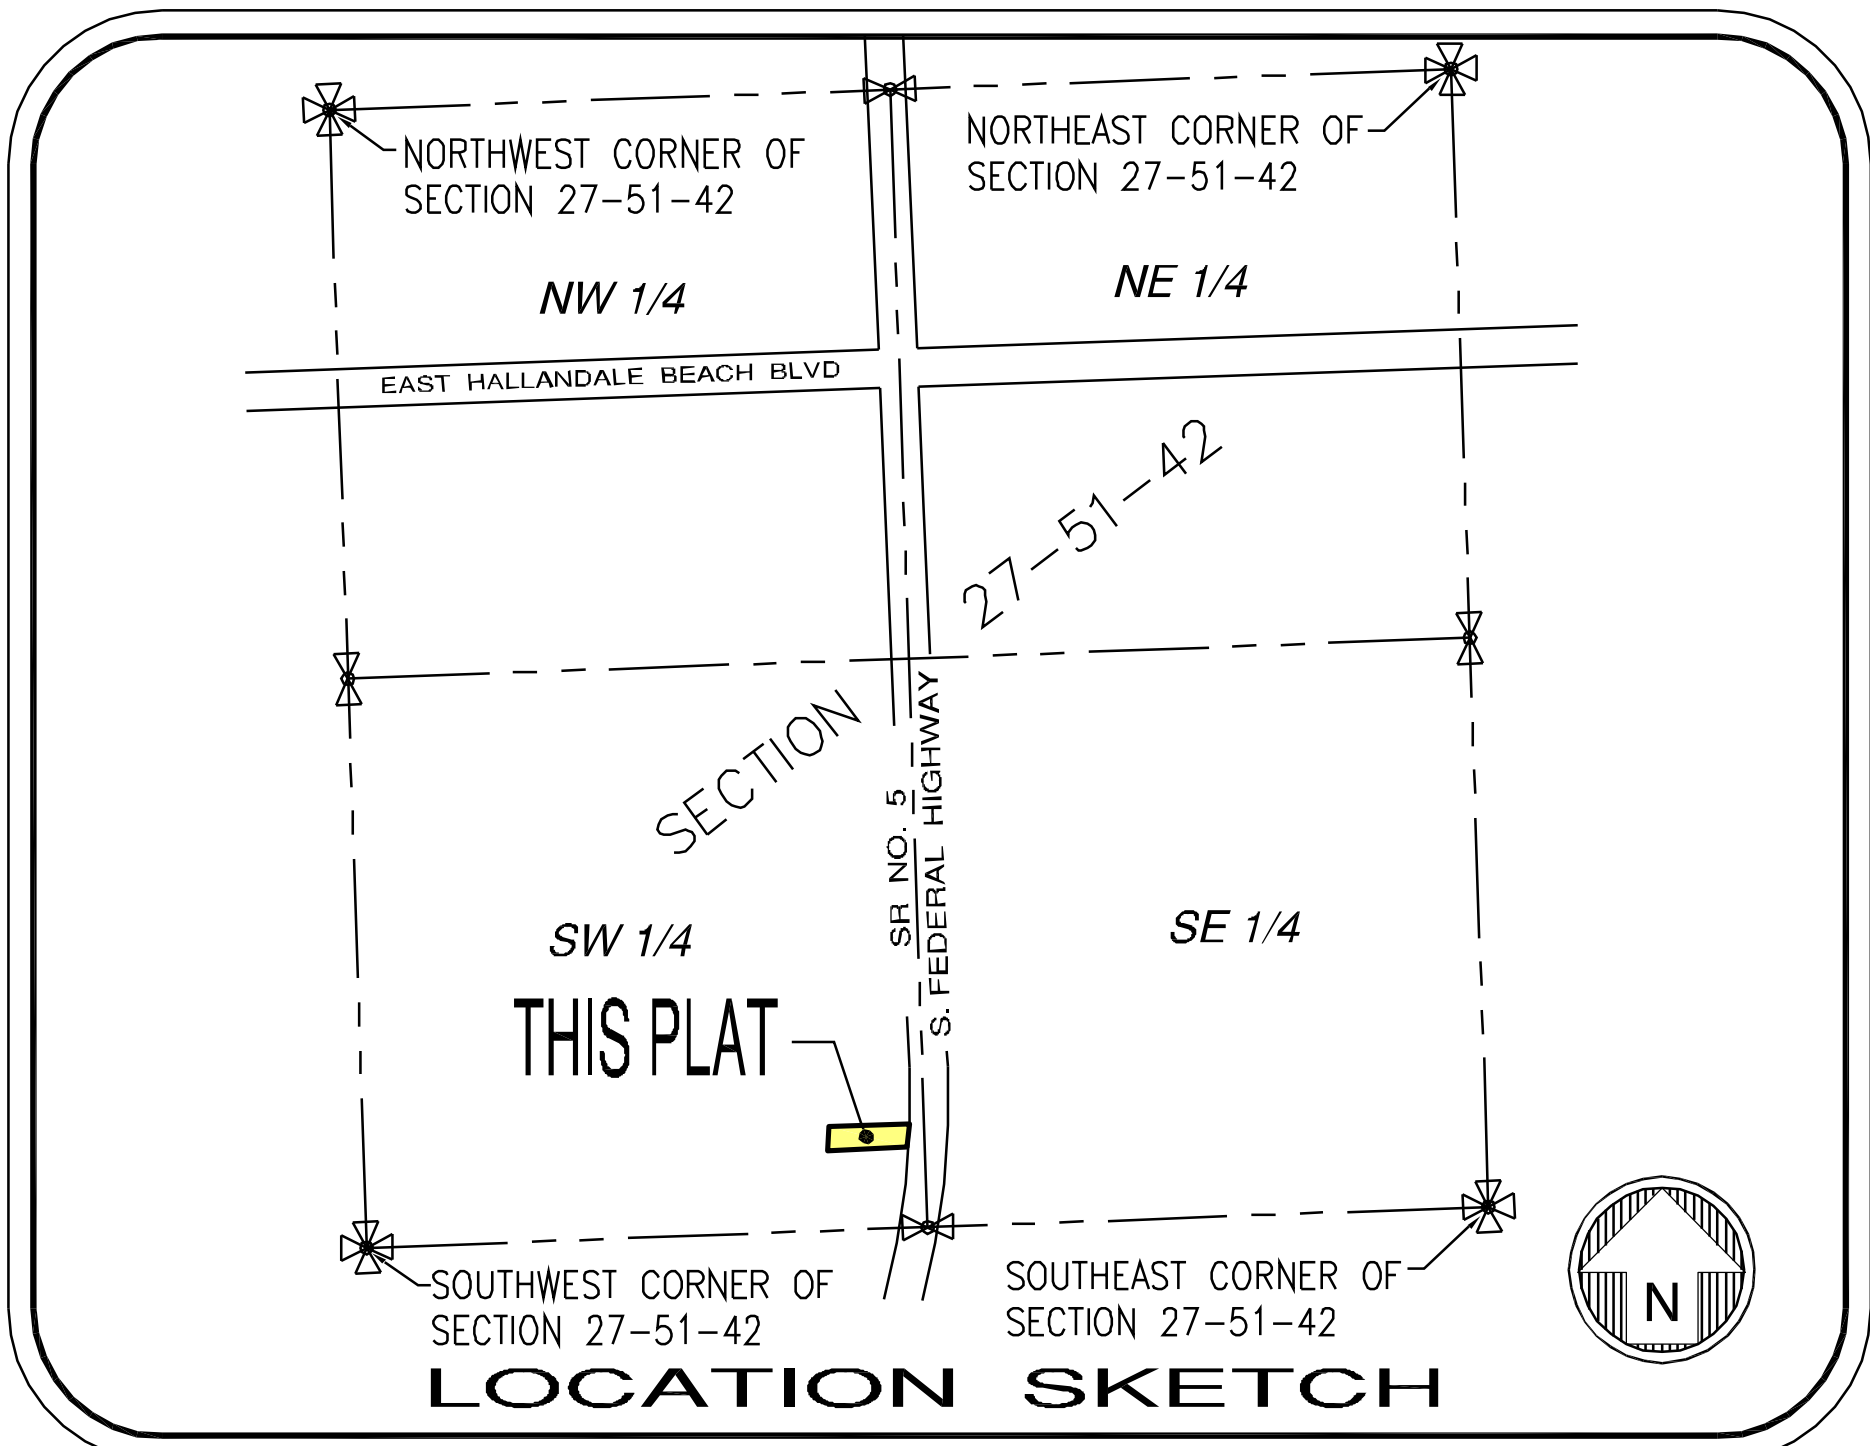 NORTHWEST CORNER OF
SECTION 27-51-42
NORTHEAST CORNER OF
SECTION 27-51-42
NW 1/4
NE 1/4
EAST HALLANDALE BEACH BLVD
SECTION 27-51-42
SR NO. 5
S. FEDERAL HIGHWAY
SW 1/4
SE 1/4
THIS PLAT
SOUTHWEST CORNER OF
SECTION 27-51-42
SOUTHEAST CORNER OF
SECTION 27-51-42
N
LOCATION SKETCH